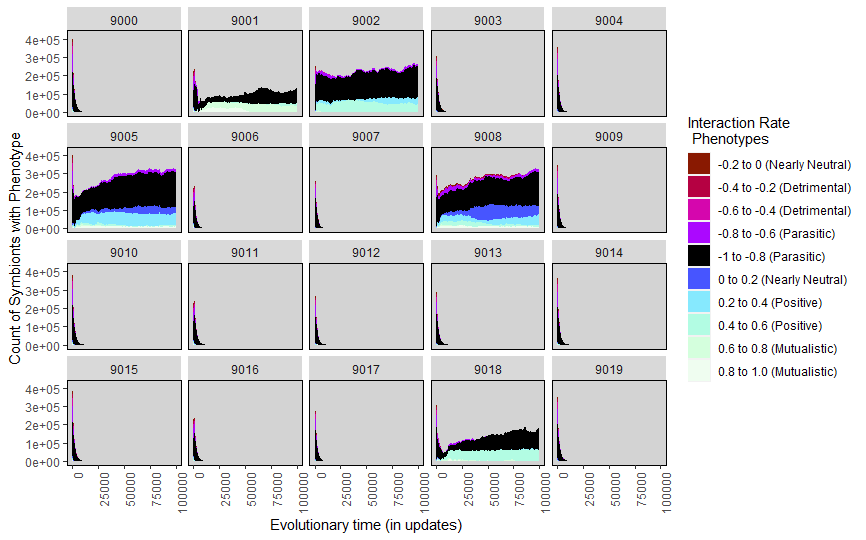 9000 9001 9002 9003 9004
4e+05
3e+05
2e+05
1e+05
0e+00
9005 9006 9007 9008 9009
4e+05
3e+05
2e+05
1e+05
0e+00
9010 9011 9012 9013 9014
4e+05
3e+05
2e+05
1e+05
0e+00
9015 9016 9017 9018 9019
4e+05
3e+05
2e+05
1e+05
0e+00
0 25000 50000 75000 100000 0 25000 50000 75000 100000 0 25000 50000 75000 100000 0 25000 50000 75000 100000 0 25000 50000 75000 100000
Evolutionary time (in updates)
Count of Symbionts with Phenotype
Interaction Rate
Phenotypes
-0.2 to 0 (Nearly Neutral)
-0.4 to -0.2 (Detrimental)
-0.6 to -0.4 (Detrimental)
-0.8 to -0.6 (Parasitic)
-1 to -0.8 (Parasitic)
0 to 0.2 (Nearly Neutral)
0.2 to 0.4 (Positive)
0.4 to 0.6 (Positive)
0.6 to 0.8 (Mutualistic)
0.8 to 1.0 (Mutualistic)